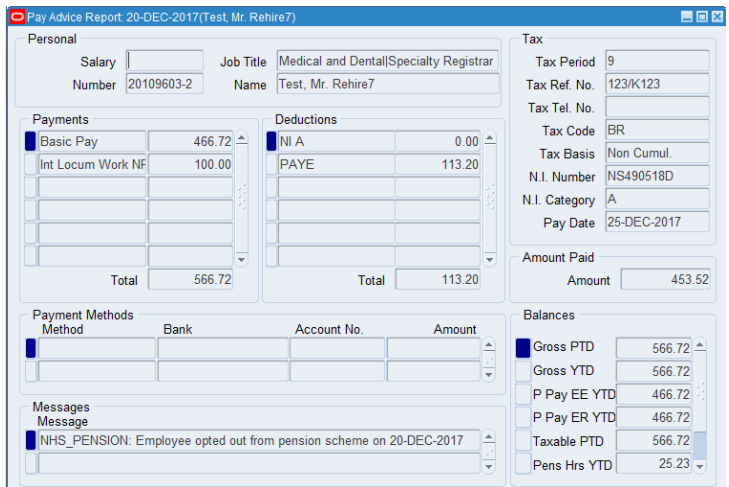 Pay Advice Report: 20-DEC-2017(Test, Mr. Rehire7)
Personal
Salary Job Title Medical and Dental|Specialty Registrar
Number 20109603-2 Name Test, Mr. Rehire7
Tax
Tax Period 9
Tax Ref. No. 123/K123
Tax Tel. No.
Tax Code BR
Tax Basis Non Cumul.
N.I. Number NS490518D
N.I. Category A
Pay Date 25-DEC-2017
Payments
Basic Pay 466.72
Int Locum Work NF 100.00
Total 566.72
Deductions
NI A 0.00
PAYE 113.20
Total 113.20
Amount Paid
Amount 453.52
Payment Methods
Method Bank Account No. Amount
Balances
Gross PTD 566.72
Gross YTD 566.72
P Pay EE YTD 466.72
P Pay ER YTD 466.72
Taxable PTD 566.72
Pens Hrs YTD 25.23
Messages
Message
NHS_PENSION: Employee opted out from pension scheme on 20-DEC-2017